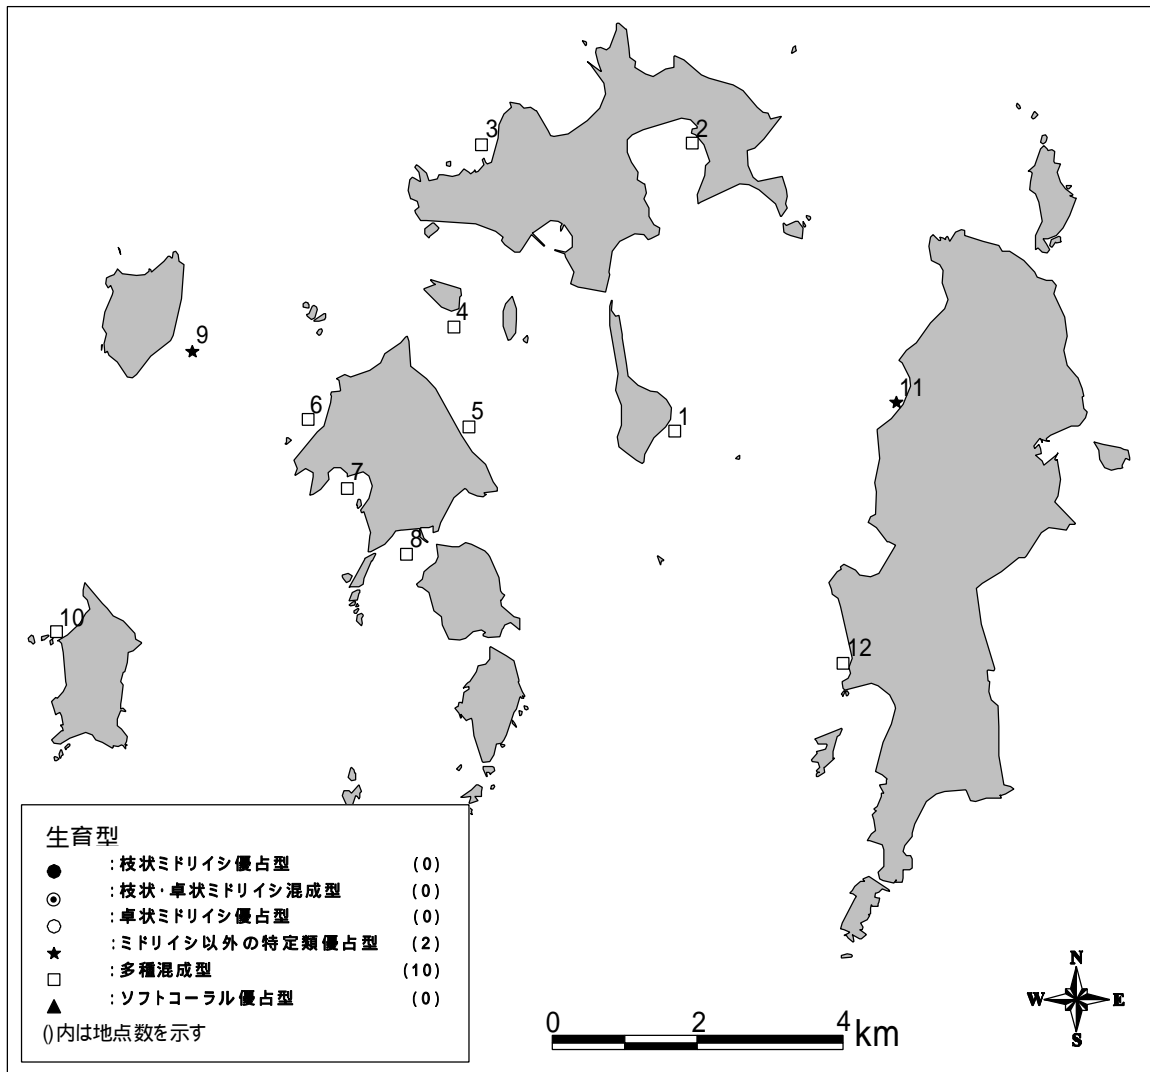 3
2
4
9
11
6
5
1
7
8
10
12
生育型
●:枝状ミドリイシ優占型 (0)
◉:枝状・卓状ミドリイシ混成型 (0)
○:卓状ミドリイシ優占型 (0)
★:ミドリイシ以外の特定類優占型 (2)
□:多種混成型 (10)
▲:ソフトコーラル優占型 (0)
()内は地点数を示す
0 2 4 km
N
W E
S